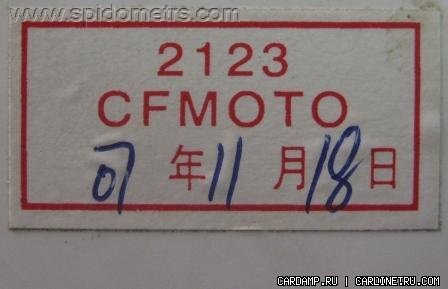 www.spidometrs.com
2123
CFMOTO
07年11月18日
CARDAMP.RU || CARDINETRU.COM